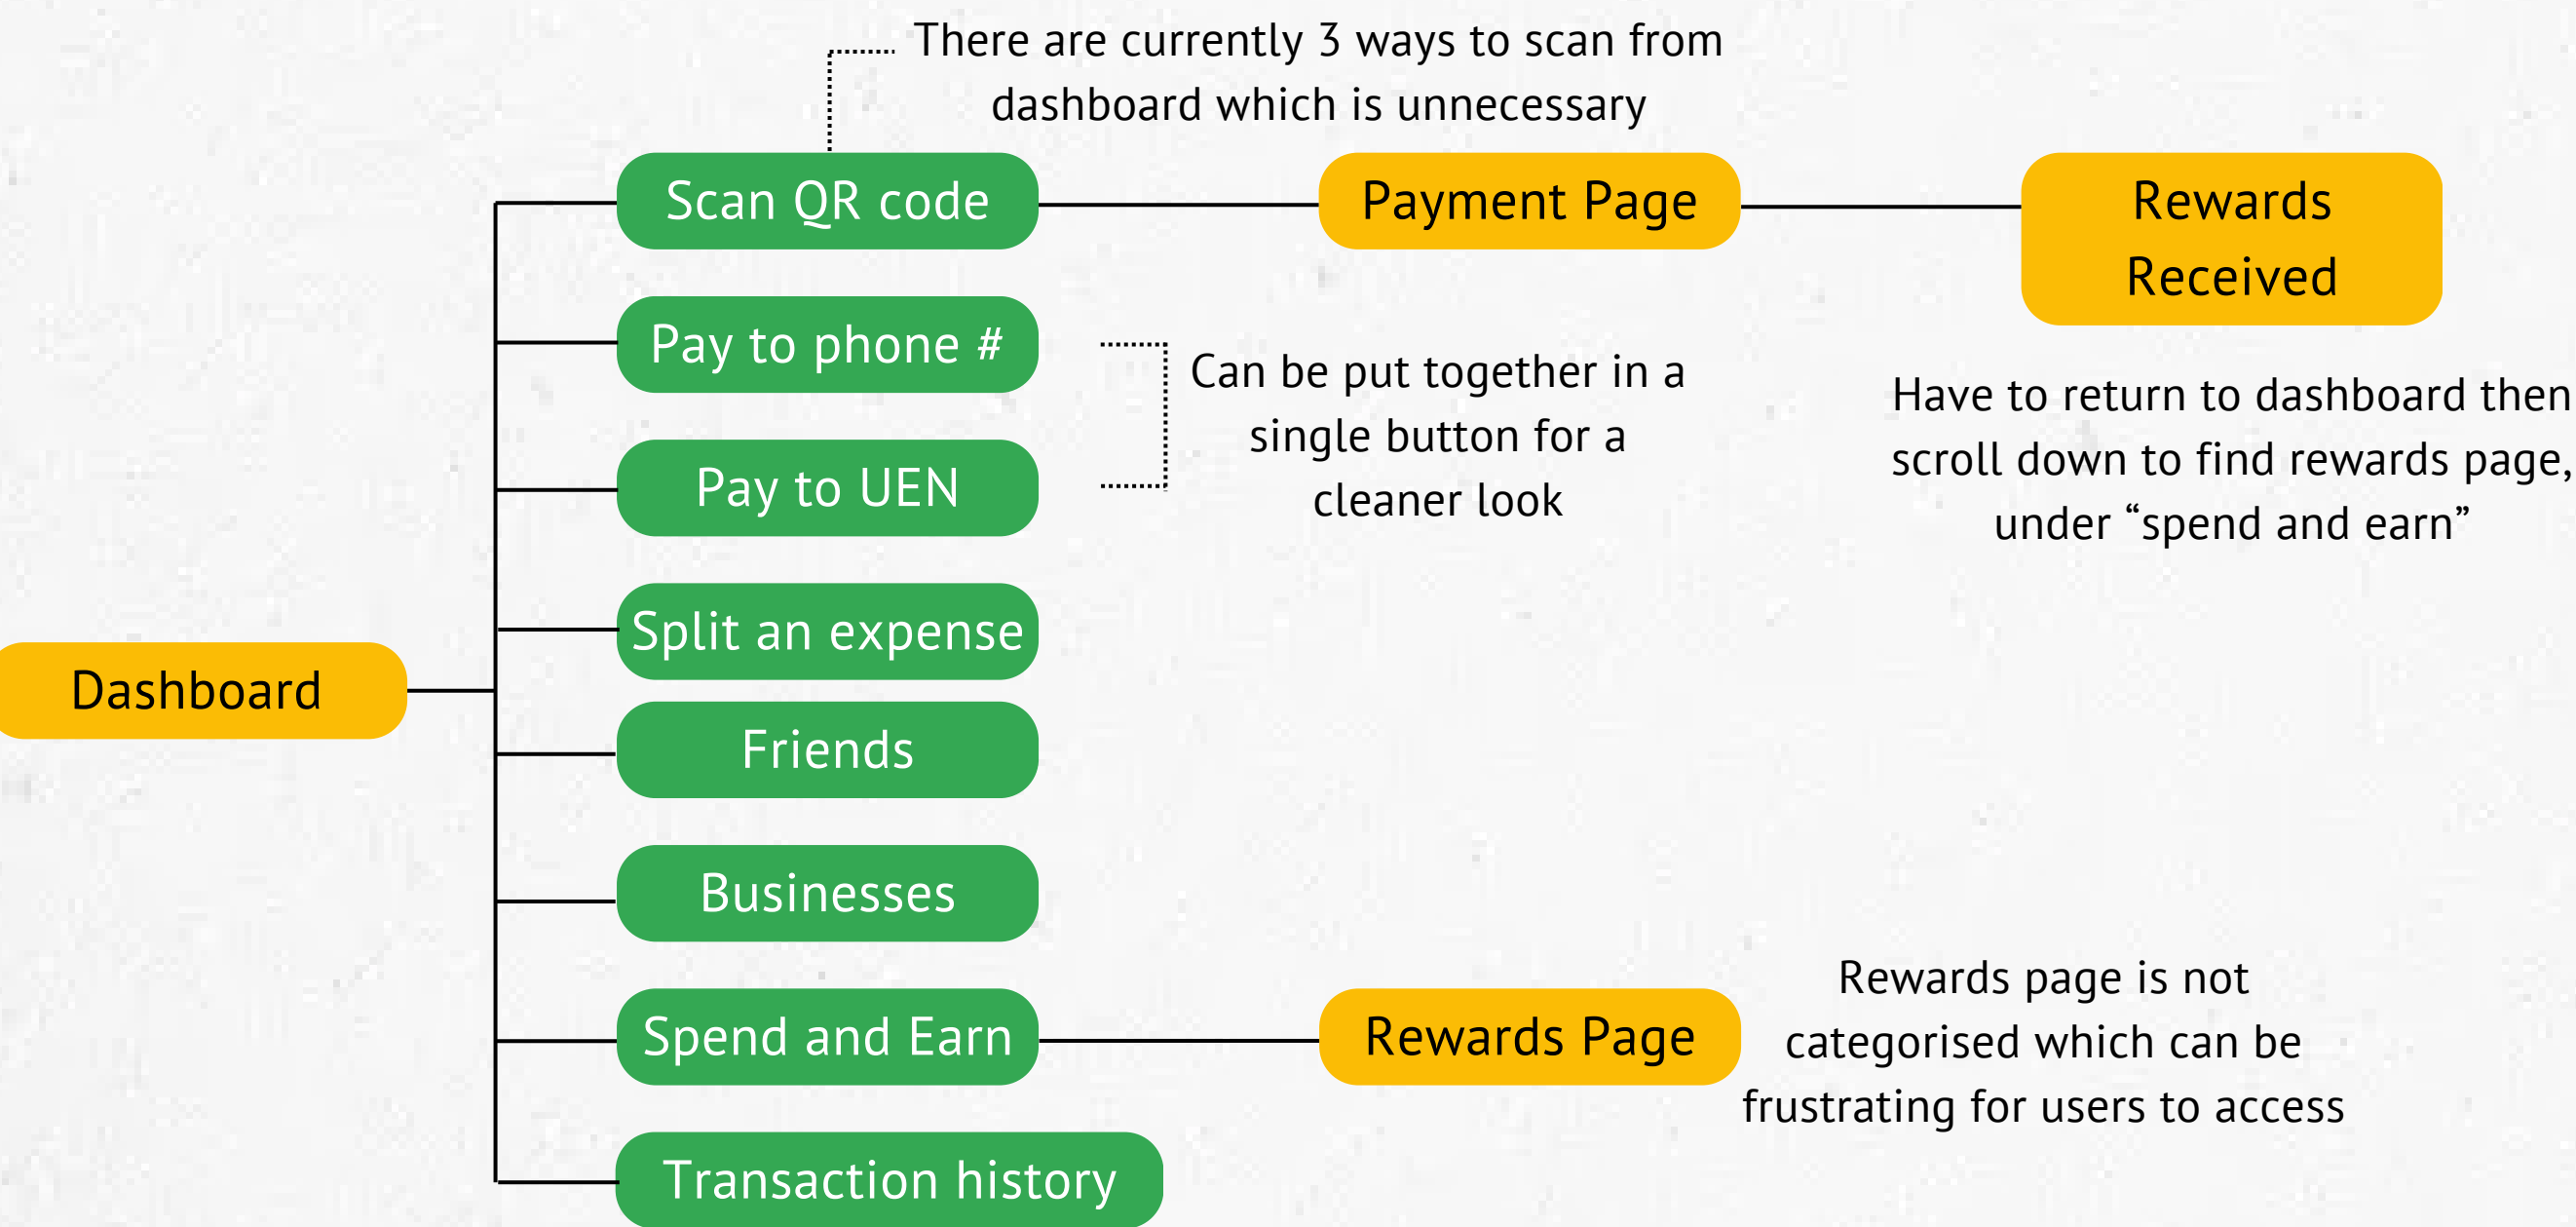 There are currently 3 ways to scan from
dashboard which is unnecessary
Scan QR code
Payment Page
Rewards
Received
Pay to phone #
Can be put together in a
single button for a
cleaner look
Have to return to dashboard then
scroll down to find rewards page,
under “spend and earn”
Pay to UEN
Split an expense
Dashboard
Friends
Businesses
Spend and Earn
Rewards Page
Rewards page is not
categorised which can be
frustrating for users to access
Transaction history